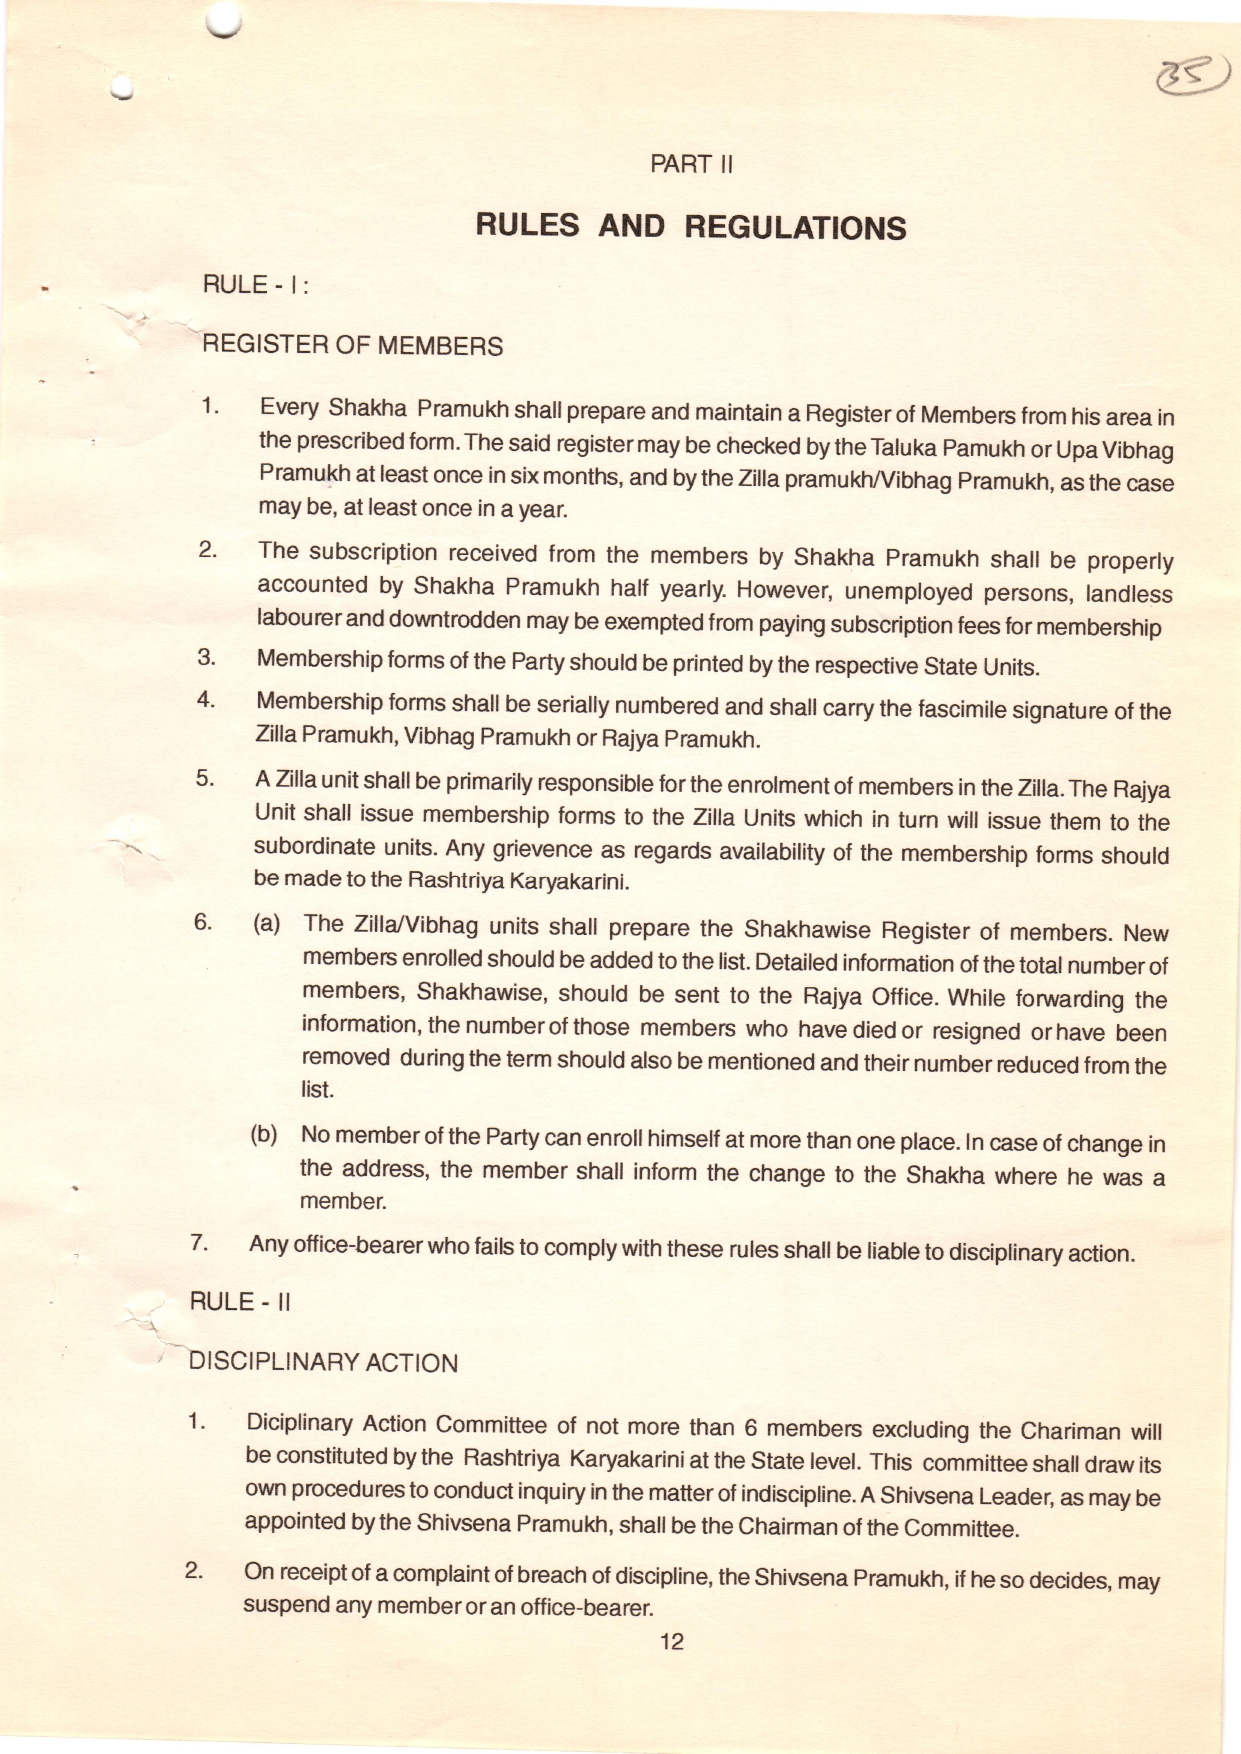 35
PART II
RULES AND REGULATIONS
RULE - I :
REGISTER OF MEMBERS
1. Every Shakha Pramukh shall prepare and maintain a Register of Members from his area in
the prescribed form. The said register may be checked by the Taluka Pamukh or Upa Vibhag
Pramukh at least once in six months, and by the Zilla pramukh/Vibhag Pramukh, as the case
may be, at least once in a year.
2. The subscription received from the members by Shakha Pramukh shall be properly
accounted by Shakha Pramukh half yearly. However, unemployed persons, landless
labourer and downtrodden may be exempted from paying subscription fees for membership
3. Membership forms of the Party should be printed by the respective State Units.
4. Membership forms shall be serially numbered and shall carry the fascimile signature of the
Zilla Pramukh, Vibhag Pramukh or Rajya Pramukh.
5. A Zilla unit shall be primarily responsible for the enrolment of members in the Zilla. The Rajya
Unit shall issue membership forms to the Zilla Units which in turn will issue them to the
subordinate units. Any grievence as regards availability of the membership forms should
be made to the Rashtriya Karyakarini.
6. (a) The Zilla/Vibhag units shall prepare the Shakhawise Register of members. New
members enrolled should be added to the list. Detailed information of the total number of
members, Shakhawise, should be sent to the Rajya Office. While forwarding the
information, the number of those members who have died or resigned or have been
removed during the term should also be mentioned and their number reduced from the
list.
(b) No member of the Party can enroll himself at more than one place. In case of change in
the address, the member shall inform the change to the Shakha where he was a
member.
7. Any office-bearer who fails to comply with these rules shall be liable to disciplinary action.
RULE - II
DISCIPLINARY ACTION
1. Diciplinary Action Committee of not more than 6 members excluding the Chariman will
be constituted by the Rashtriya Karyakarini at the State level. This committee shall draw its
own procedures to conduct inquiry in the matter of indiscipline. A Shivsena Leader, as may be
appointed by the Shivsena Pramukh, shall be the Chairman of the Committee.
2. On receipt of a complaint of breach of discipline, the Shivsena Pramukh, if he so decides, may
suspend any member or an office-bearer.
12